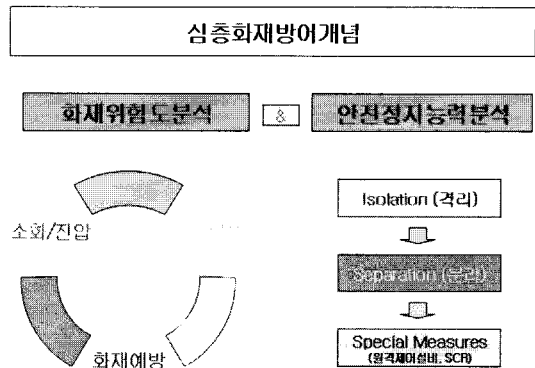 심층화재방어개념
화재위험도분석 & 안전정지능력분석
소화/진압
화재예방
Isolation (격리)
Separation (분리)
Special Measures
(원격제어설비, SCR)